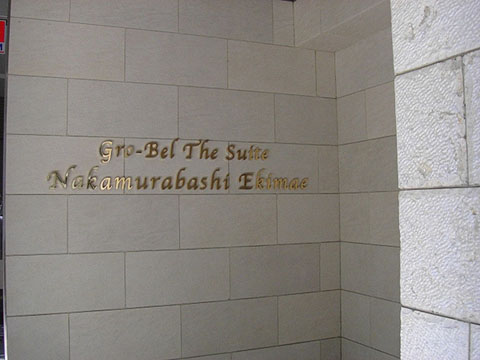 Gro-Bel The Suite
Nakamurabashi Ekimae